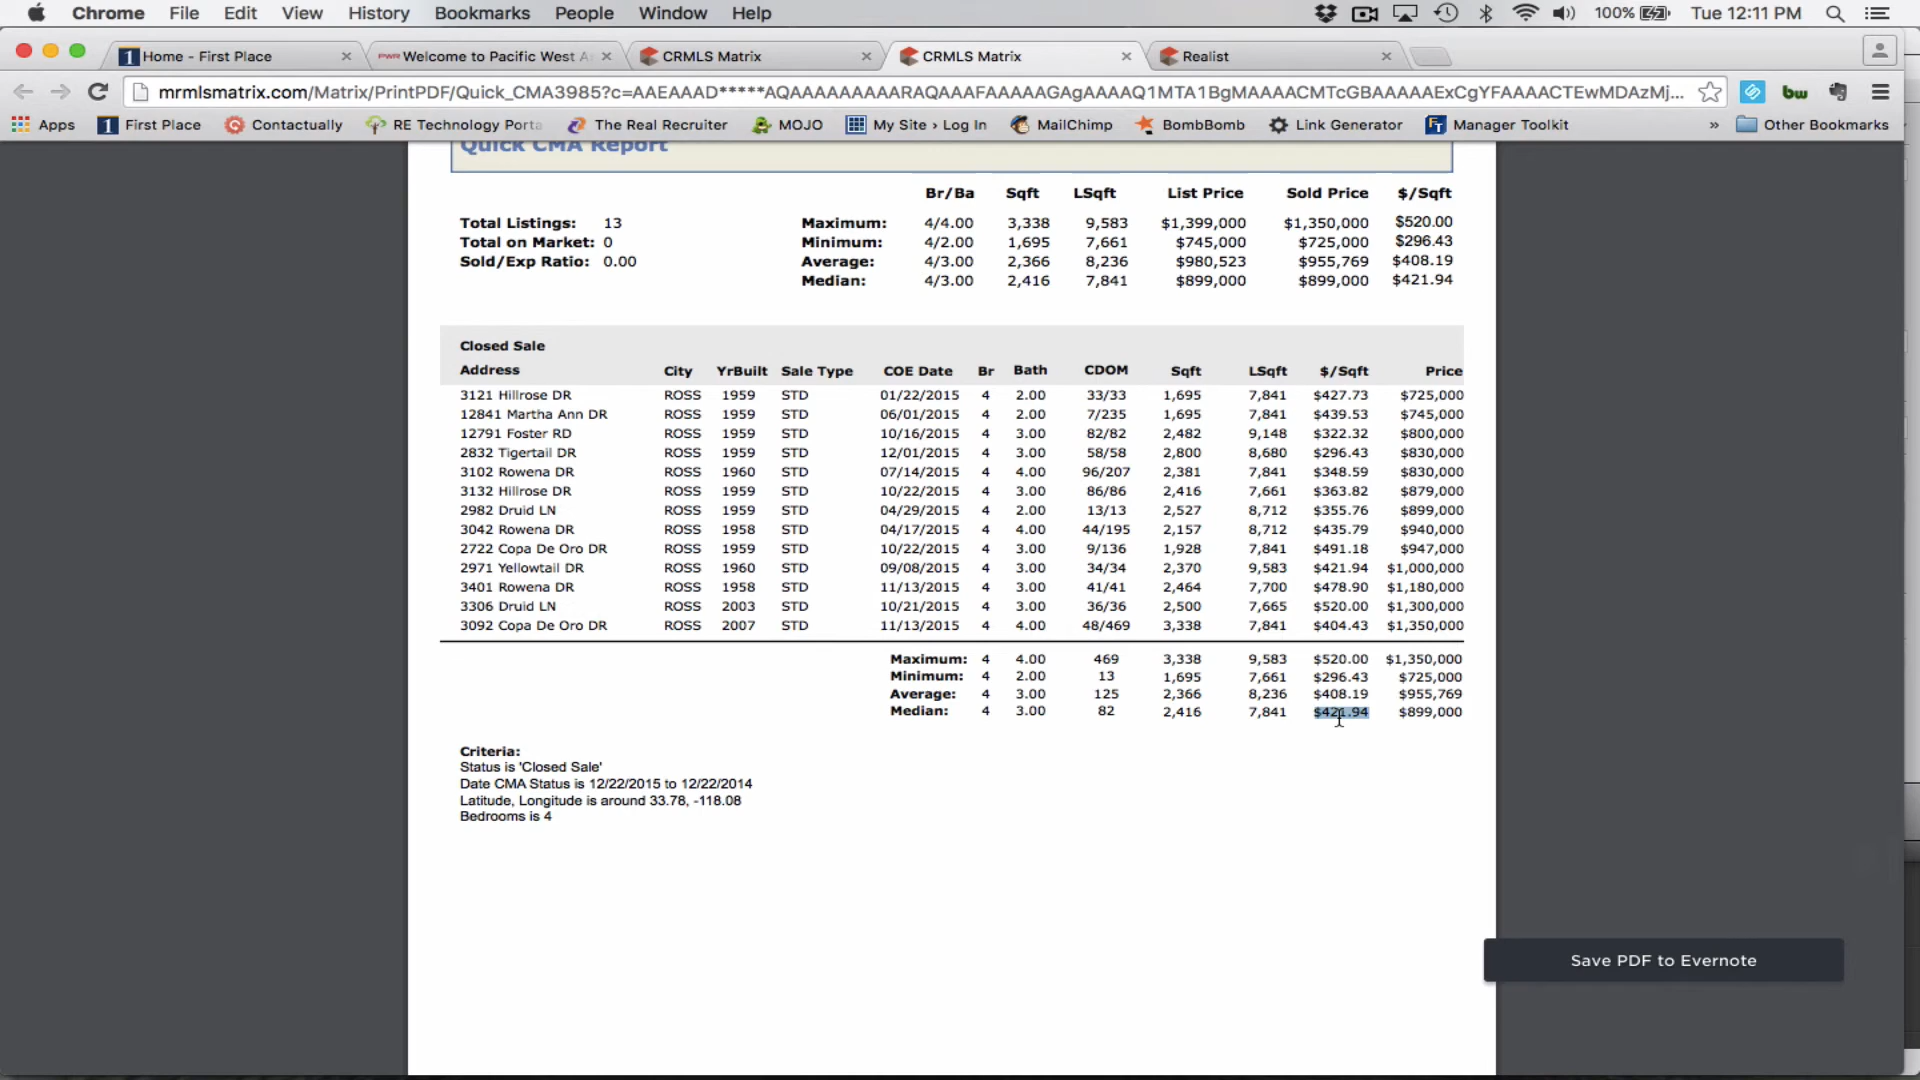 Chrome File Edit View History Bookmarks People Window Help 100% Tue 12:11 PM
Home - First Place Welcome to Pacific West A CRMLS Matrix CRMLS Matrix Realist
mrmlsmatrix.com/Matrix/PrintPDF/Quick_CMA3985?c=AAEAAAD*****AQAAAAAAAAARAQAAAFAAAAAGAgAAAAQ1MTA1BgMAAAACMTcGBAAAAAExCgYFAAAACTEwMDAzMj...
Apps First Place Contactually RE Technology Porta The Real Recruiter MOJO My Site › Log In MailChimp BombBomb Link Generator Manager Toolkit » Other Bookmarks
Quick CMA Report
Br/Ba Sqft LSqft List Price Sold Price $/Sqft
Total Listings: 13 Maximum: 4/4.00 3,338 9,583 $1,399,000 $1,350,000 $520.00
Total on Market: 0 Minimum: 4/2.00 1,695 7,661 $745,000 $725,000 $296.43
Sold/Exp Ratio: 0.00 Average: 4/3.00 2,366 8,236 $980,523 $955,769 $408.19
Median: 4/3.00 2,416 7,841 $899,000 $899,000 $421.94
Closed Sale
Address City YrBuilt Sale Type COE Date Br Bath CDOM Sqft LSqft $/Sqft Price
3121 Hillrose DR ROSS 1959 STD 01/22/2015 4 2.00 33/33 1,695 7,841 $427.73 $725,000
12841 Martha Ann DR ROSS 1959 STD 06/01/2015 4 2.00 7/235 1,695 7,841 $439.53 $745,000
12791 Foster RD ROSS 1959 STD 10/16/2015 4 3.00 82/82 2,482 9,148 $322.32 $800,000
2832 Tigertail DR ROSS 1959 STD 12/01/2015 4 3.00 58/58 2,800 8,680 $296.43 $830,000
3102 Rowena DR ROSS 1960 STD 07/14/2015 4 4.00 96/207 2,381 7,841 $348.59 $830,000
3132 Hillrose DR ROSS 1959 STD 10/22/2015 4 3.00 86/86 2,416 7,661 $363.82 $879,000
2982 Druid LN ROSS 1959 STD 04/29/2015 4 2.00 13/13 2,527 8,712 $355.76 $899,000
3042 Rowena DR ROSS 1958 STD 04/17/2015 4 4.00 44/195 2,157 8,712 $435.79 $940,000
2722 Copa De Oro DR ROSS 1959 STD 10/22/2015 4 3.00 9/136 1,928 7,841 $491.18 $947,000
2971 Yellowtail DR ROSS 1960 STD 09/08/2015 4 3.00 34/34 2,370 9,583 $421.94 $1,000,000
3401 Rowena DR ROSS 1958 STD 11/13/2015 4 3.00 41/41 2,464 7,700 $478.90 $1,180,000
3306 Druid LN ROSS 2003 STD 10/21/2015 4 3.00 36/36 2,500 7,665 $520.00 $1,300,000
3092 Copa De Oro DR ROSS 2007 STD 11/13/2015 4 4.00 48/469 3,338 7,841 $404.43 $1,350,000
Maximum: 4 4.00 469 3,338 9,583 $520.00 $1,350,000
Minimum: 4 2.00 13 1,695 7,661 $296.43 $725,000
Average: 4 3.00 125 2,366 8,236 $408.19 $955,769
Median: 4 3.00 82 2,416 7,841 $421.94 $899,000
Criteria:
Status is 'Closed Sale'
Date CMA Status is 12/22/2015 to 12/22/2014
Latitude, Longitude is around 33.78, -118.08
Bedrooms is 4
Save PDF to Evernote